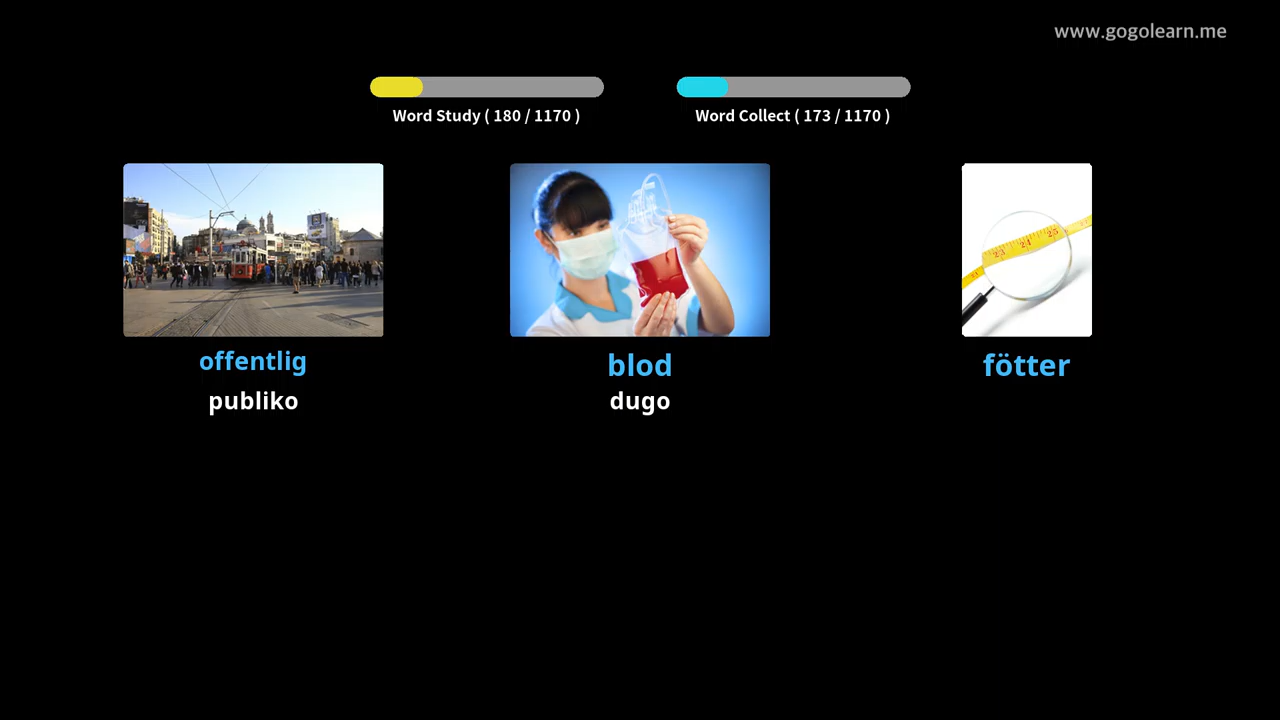 www.gogolearn.me
Word Study ( 180 / 1170 )
Word Collect ( 173 / 1170 )
offentlig
publiko
blod
dugo
fötter